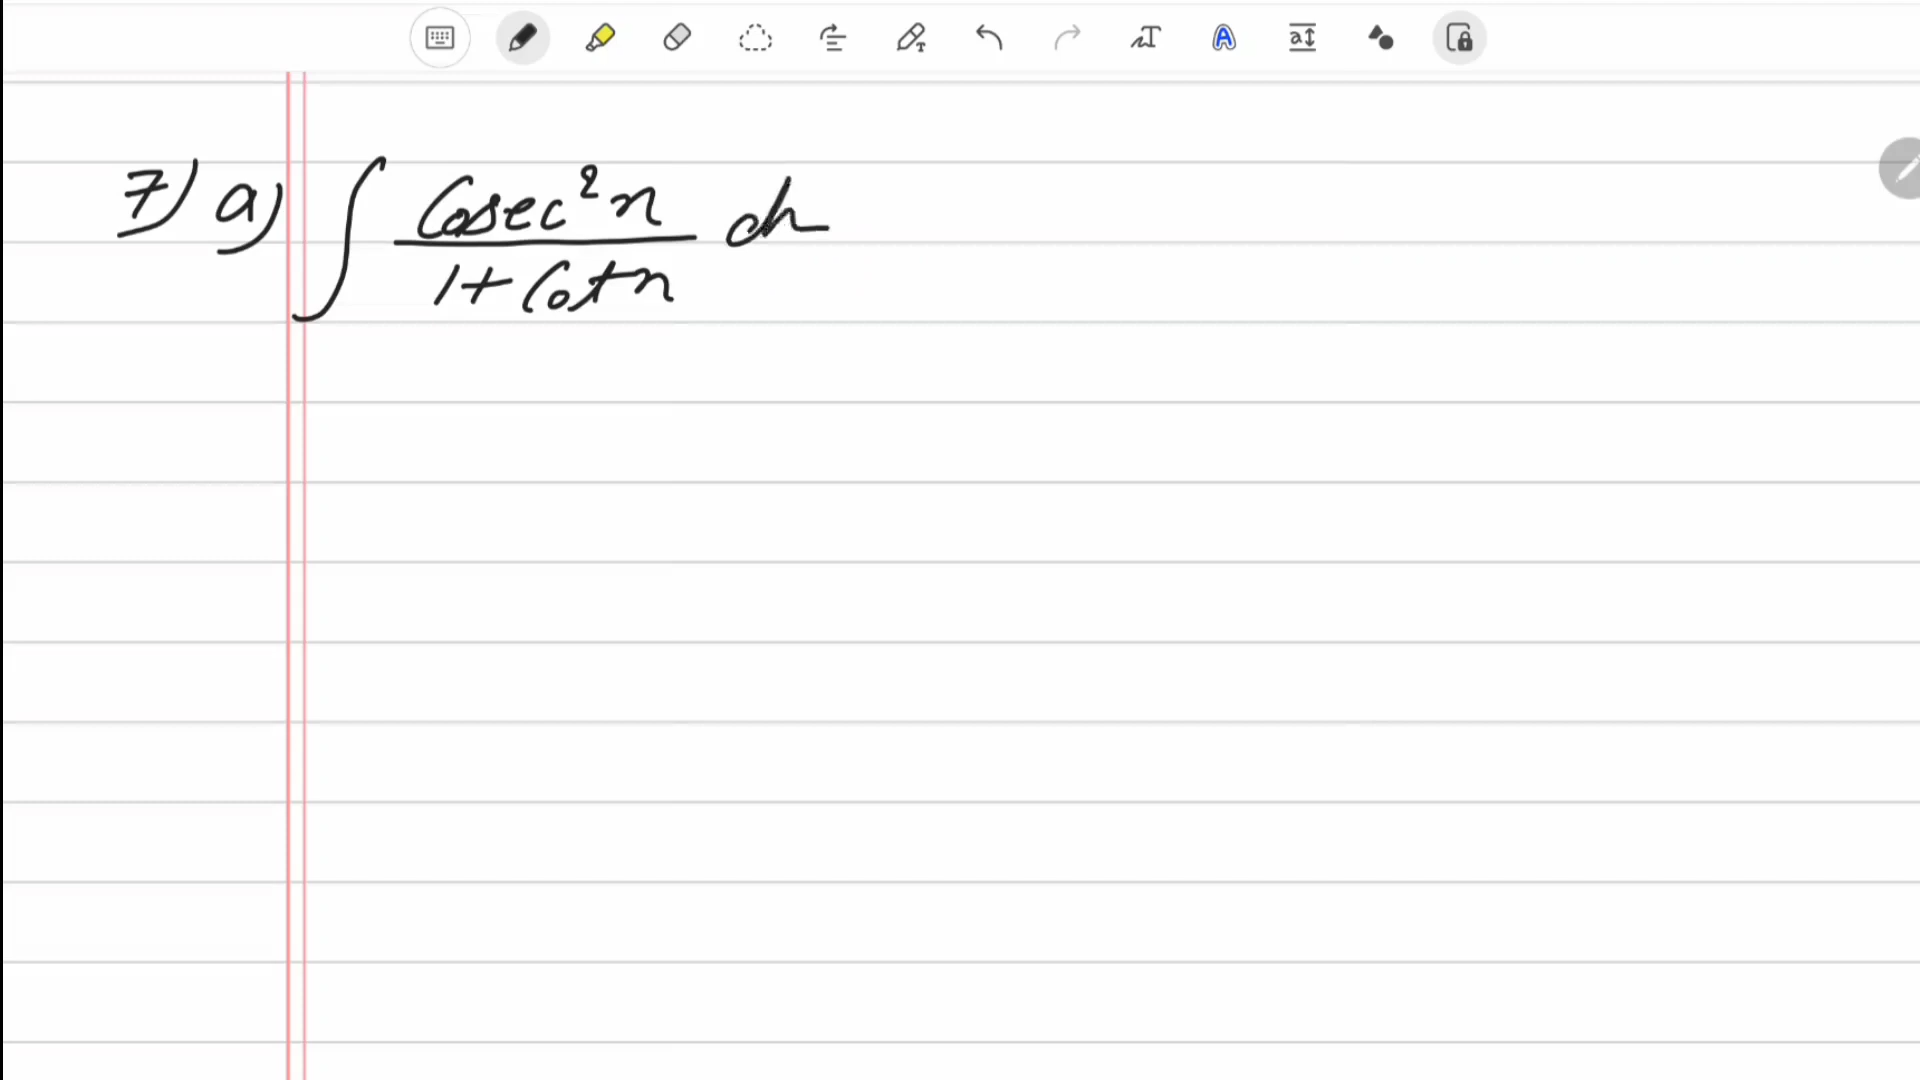 7) a) ∫ Cosec²x / 1 + Cotx dx